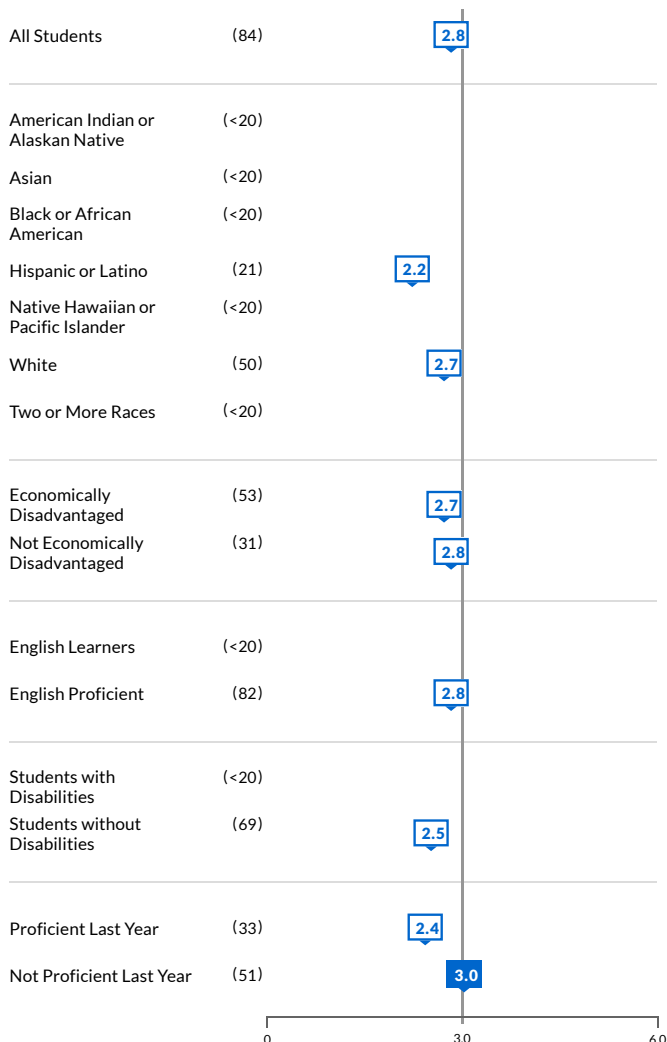 All Students (84) 2.8
American Indian or (<20)
Alaskan Native
Asian (<20)
Black or African (<20)
American
Hispanic or Latino (21) 2.2
Native Hawaiian or (<20)
Pacific Islander
White (50) 2.7
Two or More Races (<20)
Economically (53) 2.7
Disadvantaged
Not Economically (31) 2.8
Disadvantaged
English Learners (<20)
English Proficient (82) 2.8
Students with (<20)
Disabilities
Students without (69) 2.5
Disabilities
Proficient Last Year (33) 2.4
Not Proficient Last Year (51) 3.0
0 3.0 6.0